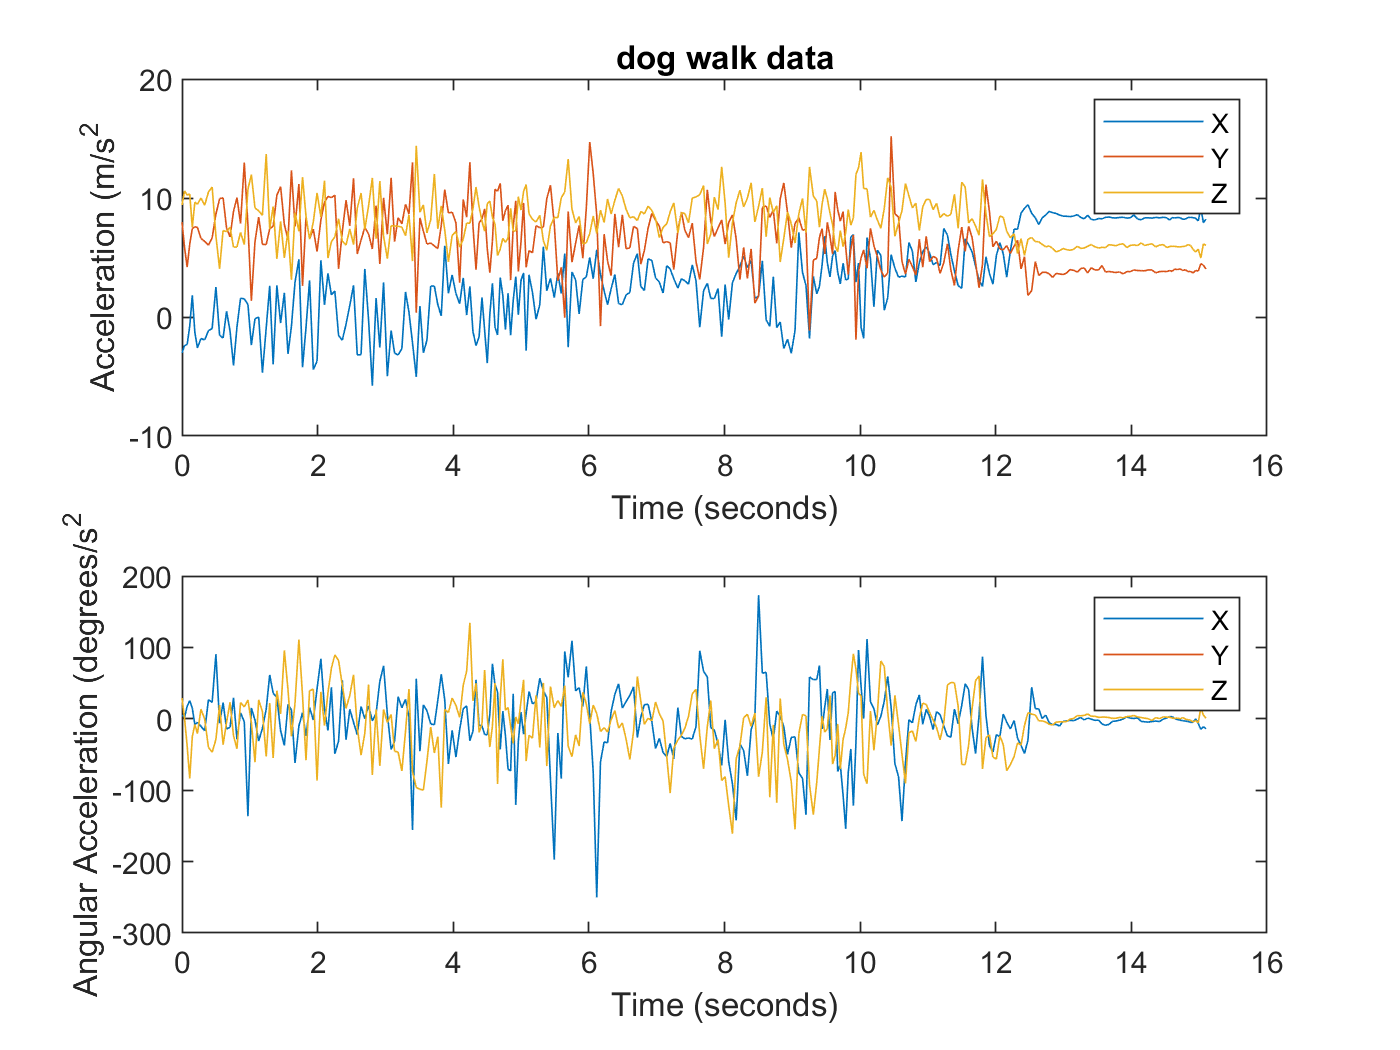 dog walk data
Acceleration (m/s²
20
10
0
-10
X
Y
Z
0 2 4 6 8 10 12 14 16
Time (seconds)
Angular Acceleration (degrees/s²
200
100
0
-100
-200
-300
X
Y
Z
0 2 4 6 8 10 12 14 16
Time (seconds)